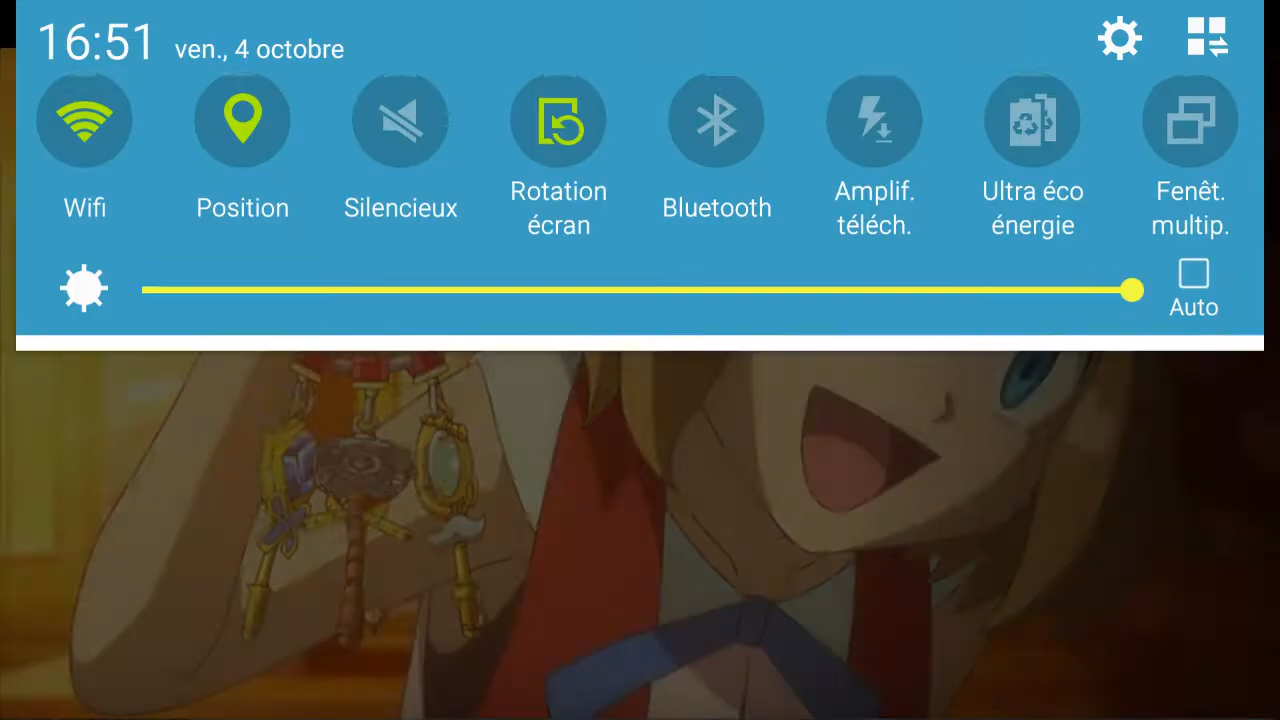 16:51 ven., 4 octobre
Wifi
Position
Silencieux
Rotation
écran
Bluetooth
Amplif.
téléch.
Ultra éco
énergie
Fenêt.
multip.
Auto